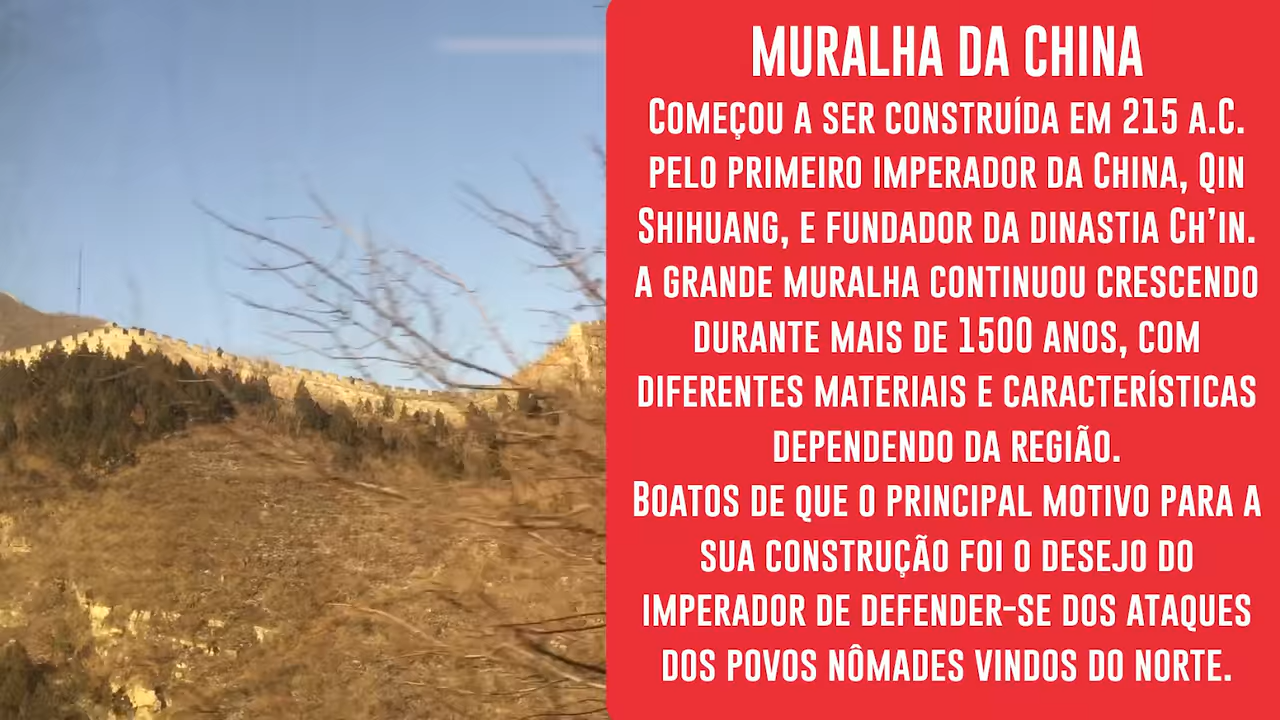 MURALHA DA CHINA
Começou a ser construída em 215 a.C.
pelo primeiro imperador da China, Qin
Shihuang, e fundador da dinastia Ch’in.
a grande muralha continuou crescendo
durante mais de 1500 anos, com
diferentes materiais e características
dependendo da região.
Boatos de que o principal motivo para a
sua construção foi o desejo do
imperador de defender-se dos ataques
dos povos nômades vindos do norte.